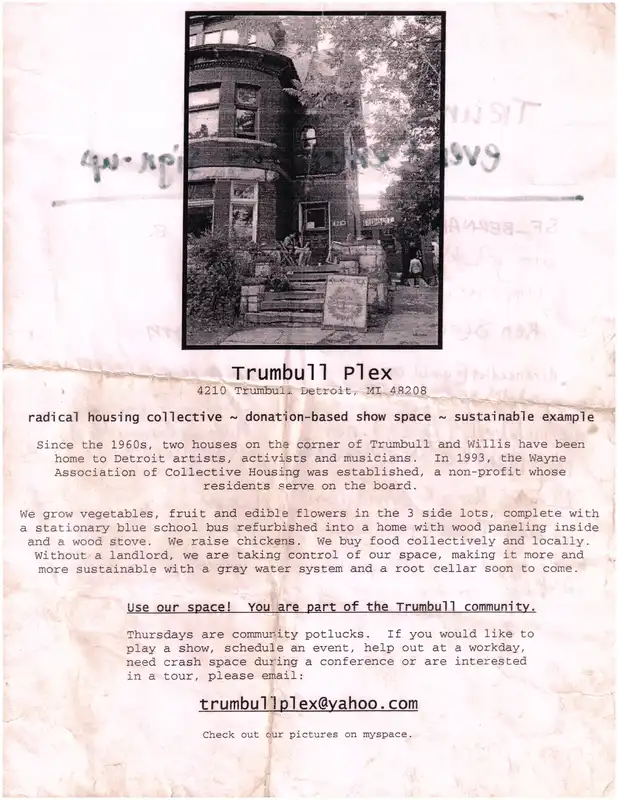 Trumbull Plex
4210 Trumbull Detroit, MI 48208
radical housing collective ~ donation-based show space ~ sustainable example
Since the 1960s, two houses on the corner of Trumbull and Willis have been
home to Detroit artists, activists and musicians.  In 1993, the Wayne
Association of Collective Housing was established, a non-profit whose
residents serve on the board.
We grow vegetables, fruit and edible flowers in the 3 side lots, complete with
a stationary blue school bus refurbished into a home with wood paneling inside
and a wood stove.  We raise chickens.  We buy food collectively and locally.
Without a landlord, we are taking control of our space, making it more and
more sustainable with a gray water system and a root cellar soon to come.
Use our space!  You are part of the Trumbull community.
Thursdays are community potlucks.  If you would like to
play a show, schedule an event, help out at a workday,
need crash space during a conference or are interested
in a tour, please email:
trumbullplex@yahoo.com
Check out our pictures on myspace.